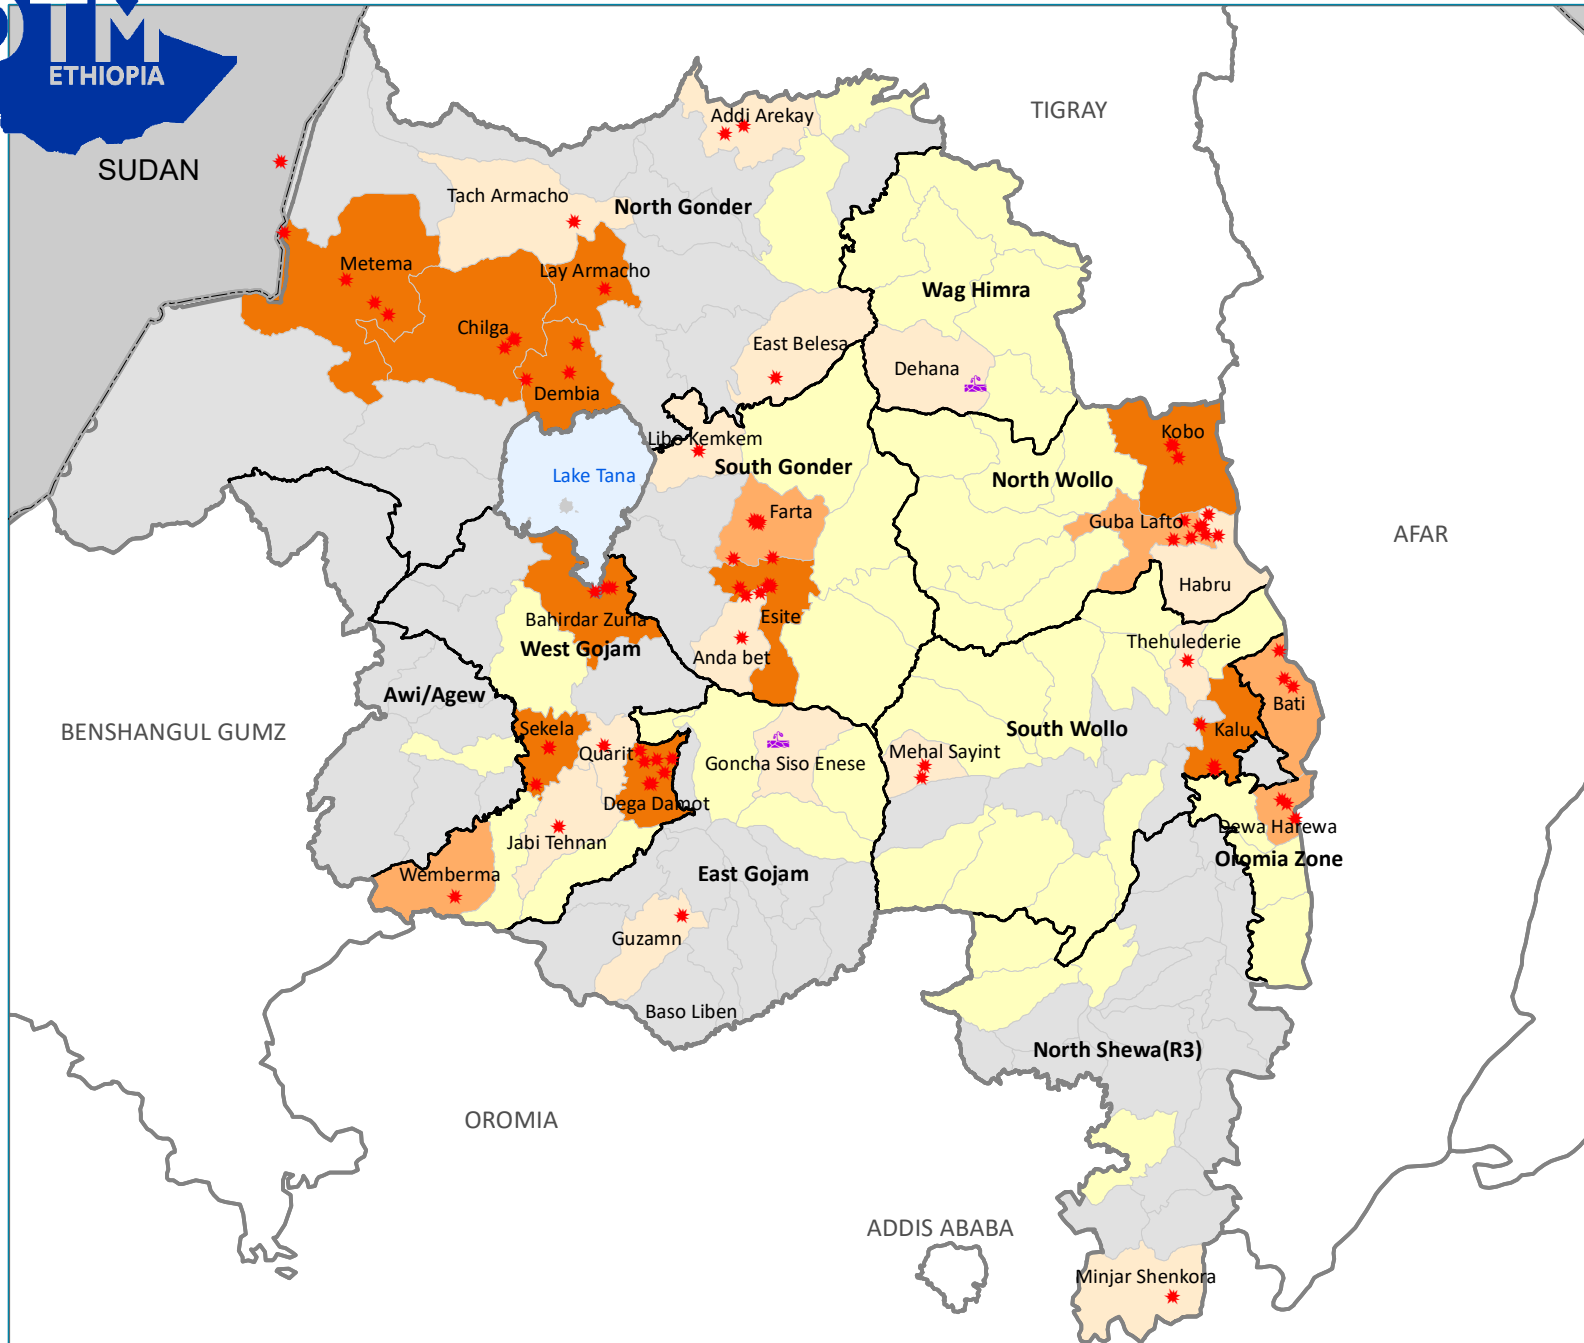 DTM
ETHIOPIA
SUDAN
TIGRAY
Addi Arekay
Tach Armacho
North Gonder
Metema
Lay Armacho
Wag Himra
Chilga
East Belesa
Dehana
Dembia
Kobo
Libo Kemkem
South Gonder
Lake Tana
North Wollo
Farta
Guba Lafto
AFAR
Habru
Bahirdar Zuria
Esite
West Gojam
Anda bet
Thehulederie
Awi/Agew
Bati
BENSHANGUL GUMZ
Sekela
South Wollo
Kalu
Quarit
Mehal Sayint
Goncha Siso Enese
Dega Damot
Jabi Tehnan
Dewa Harewa
Oromia Zone
Wemberma
East Gojam
Guzamn
Baso Liben
North Shewa(R3)
OROMIA
ADDIS ABABA
Minjar Shenkora